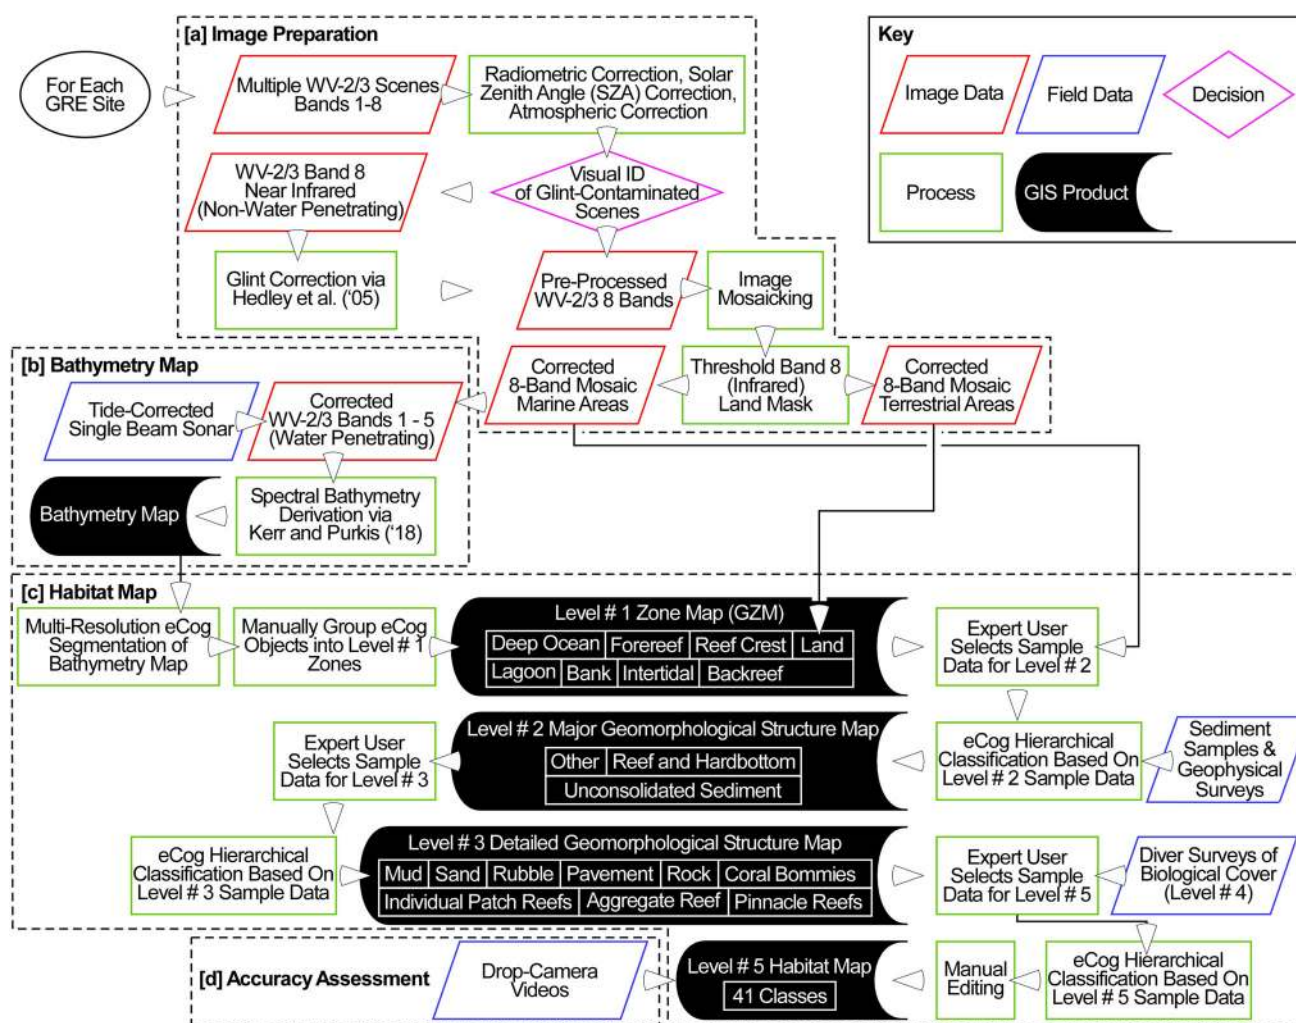 [a] Image Preparation
For Each
GRE Site
Multiple WV-2/3 Scenes
Bands 1-8
Radiometric Correction, Solar
Zenith Angle (SZA) Correction,
Atmospheric Correction
WV-2/3 Band 8
Near Infrared
(Non-Water Penetrating)
Visual ID
of Glint-Contaminated
Scenes
Glint Correction via
Hedley et al. (‘05)
Pre-Processed
WV-2/3 8 Bands
Image
Mosaicking
Corrected
8-Band Mosaic
Marine Areas
Threshold Band 8
(Infrared)
Land Mask
Corrected
8-Band Mosaic
Terrestrial Areas
Key
Image Data
Field Data
Decision
Process
GIS Product
[b] Bathymetry Map
Tide-Corrected
Single Beam Sonar
Corrected
WV-2/3 Bands 1 - 5
(Water Penetrating)
Bathymetry Map
Spectral Bathymetry
Derivation via
Kerr and Purkis (‘18)
[c] Habitat Map
Multi-Resolution eCog
Segmentation of
Bathymetry Map
Manually Group eCog
Objects into Level # 1
Zones
Level # 1 Zone Map (GZM)
Deep Ocean
Forereef
Reef Crest
Land
Lagoon
Bank
Intertidal
Backreef
Expert User
Selects Sample
Data for Level # 2
Expert User
Selects Sample
Data for Level # 3
Level # 2 Major Geomorphological Structure Map
Other
Reef and Hardbottom
Unconsolidated Sediment
eCog Hierarchical
Classification Based On
Level # 2 Sample Data
Sediment
Samples &
Geophysical
Surveys
eCog Hierarchical
Classification Based On
Level # 3 Sample Data
Level # 3 Detailed Geomorphological Structure Map
Mud
Sand
Rubble
Pavement
Rock
Coral Bommies
Individual Patch Reefs
Aggregate Reef
Pinnacle Reefs
Expert User
Selects Sample
Data for Level # 5
Diver Surveys of
Biological Cover
(Level # 4)
[d] Accuracy Assessment
Drop-Camera
Videos
Level # 5 Habitat Map
41 Classes
Manual
Editing
eCog Hierarchical
Classification Based On
Level # 5 Sample Data